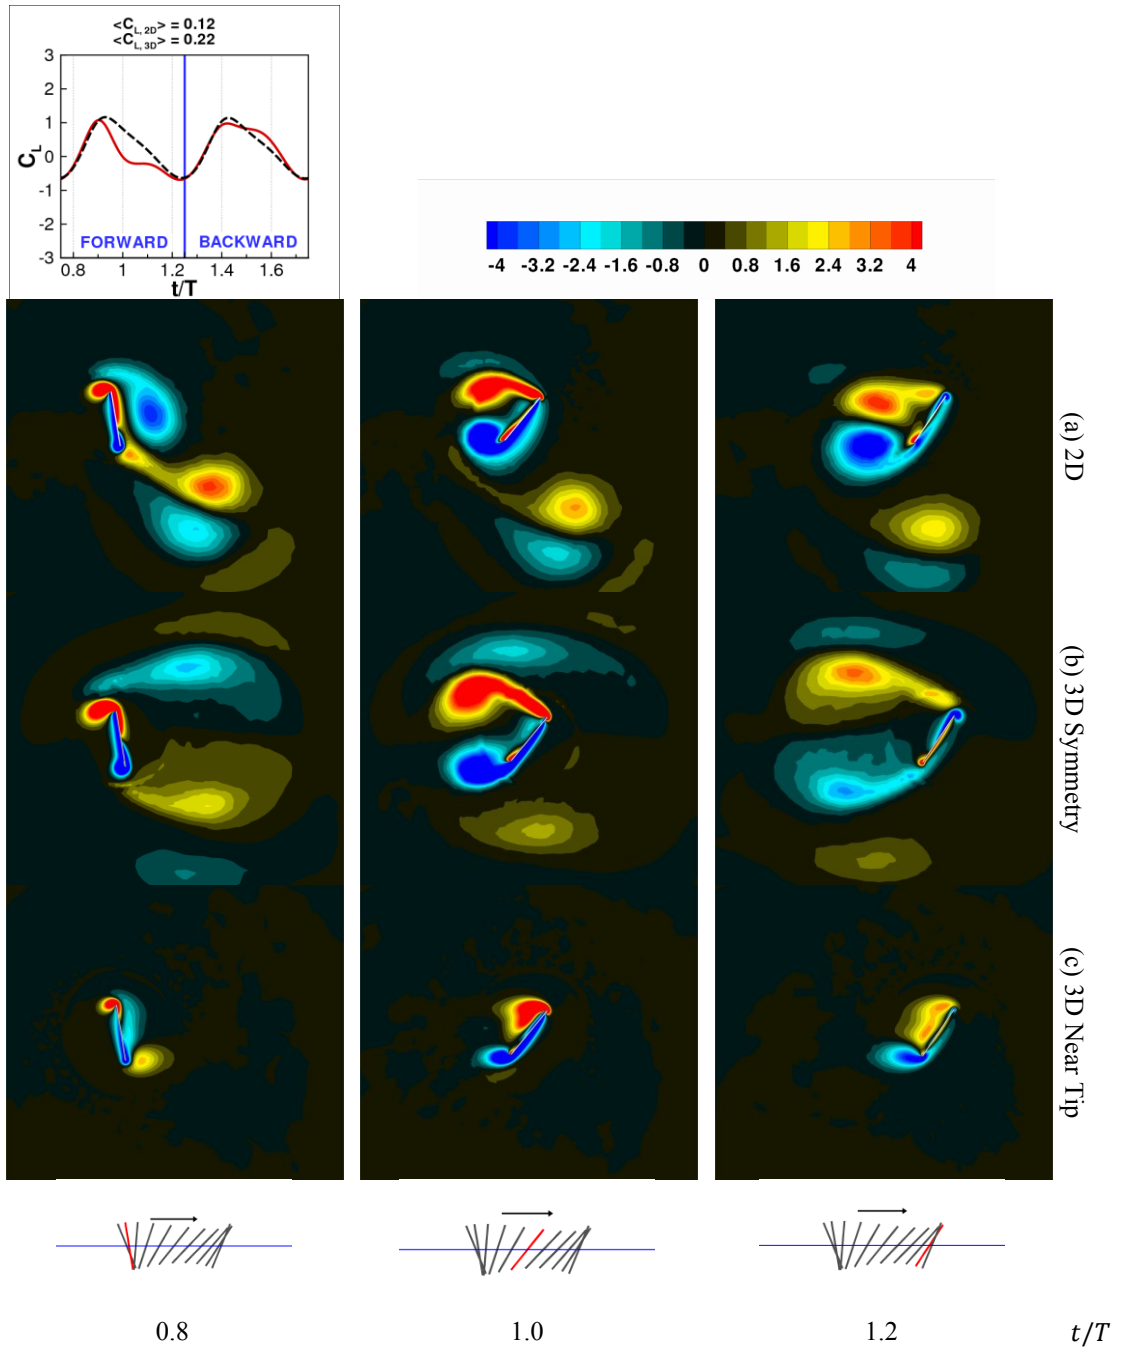 <C_L, 2D> = 0.12
<C_L, 3D> = 0.22
3
2
1
0
-1
-2
-3
C_L
FORWARD BACKWARD
0.8 1 1.2 1.4 1.6
t/T
-4 -3.2 -2.4 -1.6 -0.8 0 0.8 1.6 2.4 3.2 4
(a) 2D
(b) 3D Symmetry
(c) 3D Near Tip
0.8 1.0 1.2 t/T